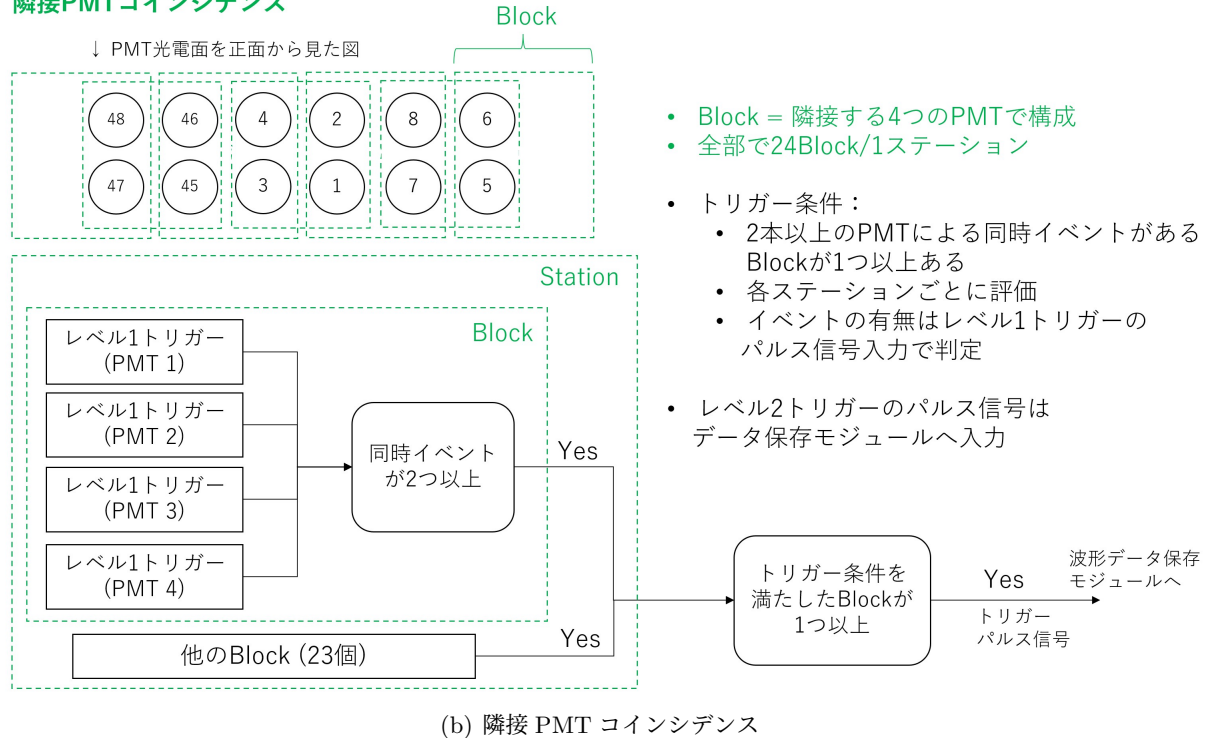 隣接PMTコインシデンス
Block
↓ PMT光電面を正面から見た図
48 46 4 2 8 6
47 45 3 1 7 5
• Block = 隣接する4つのPMTで構成
• 全部で24Block/1ステーション
• トリガー条件：
• 2本以上のPMTによる同時イベントがある
Blockが1つ以上ある
• 各ステーションごとに評価
• イベントの有無はレベル1トリガーの
パルス信号入力で判定
• レベル2トリガーのパルス信号は
データ保存モジュールへ入力
Station
Block
レベル1トリガー
(PMT 1)
レベル1トリガー
(PMT 2)
レベル1トリガー
(PMT 3)
レベル1トリガー
(PMT 4)
同時イベント
が2つ以上
Yes
他のBlock (23個)
Yes
トリガー条件を
満たしたBlockが
1つ以上
Yes
トリガー
パルス信号
波形データ保存
モジュールへ
(b) 隣接 PMT コインシデンス